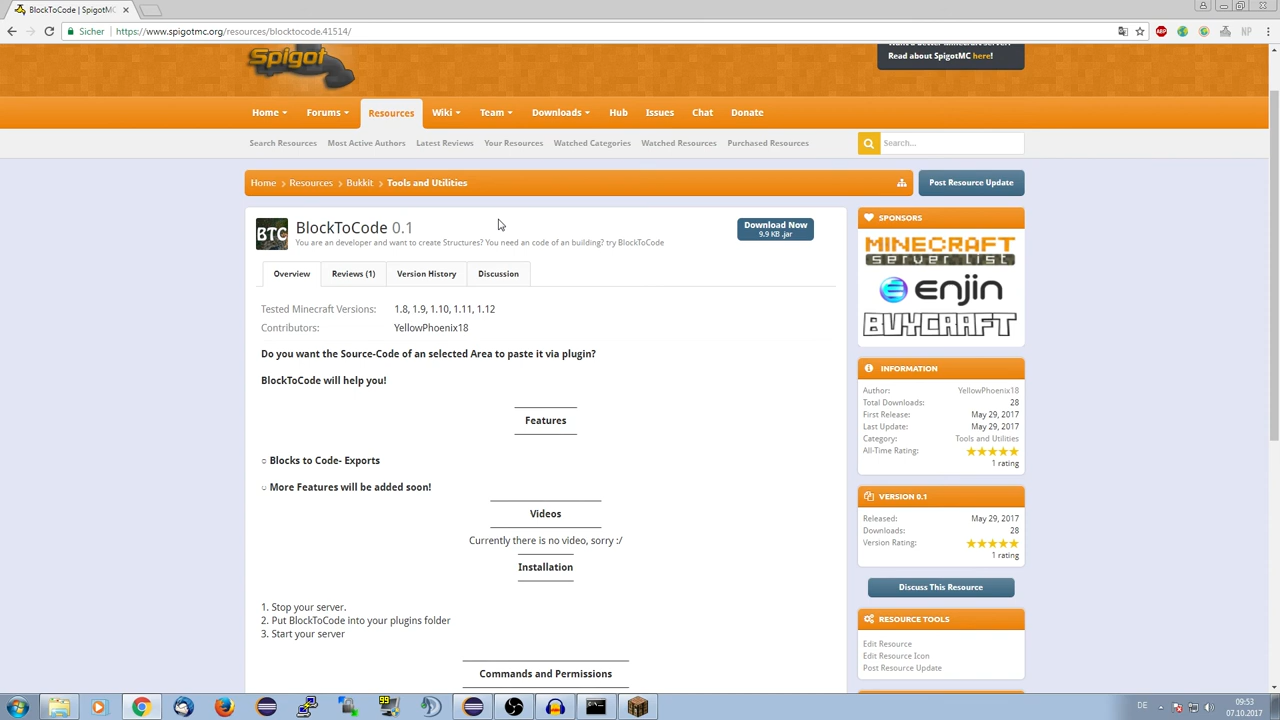 BlockToCode | SpigotMC
Sicher
https://www.spigotmc.org/resources/blocktocode.41514/
ABP
NP
Spigot
Read about SpigotMC here!
Home
Forums
Resources
Wiki
Team
Downloads
Hub
Issues
Chat
Donate
Search Resources
Most Active Authors
Latest Reviews
Your Resources
Watched Categories
Watched Resources
Purchased Resources
Search...
Home
Resources
Bukkit
Tools and Utilities
Post Resource Update
BTC
BlockToCode 0.1
You are an developer and want to create Structures? You need an code of an building? try BlockToCode
Download Now
9.9 KB .jar
Overview
Reviews (1)
Version History
Discussion
Tested Minecraft Versions: 1.8, 1.9, 1.10, 1.11, 1.12
Contributors: YellowPhoenix18
Do you want the Source-Code of an selected Area to paste it via plugin?
BlockToCode will help you!
Features
○ Blocks to Code- Exports
○ More Features will be added soon!
Videos
Currently there is no video, sorry :/
Installation
1. Stop your server.
2. Put BlockToCode into your plugins folder
3. Start your server
Commands and Permissions
SPONSORS
MINECRAFT
SERVER LIST
enjin
BUYCRAFT
INFORMATION
Author: YellowPhoenix18
Total Downloads: 28
First Release: May 29, 2017
Last Update: May 29, 2017
Category: Tools and Utilities
All-Time Rating:
1 rating
VERSION 0.1
Released: May 29, 2017
Downloads: 28
Version Rating:
1 rating
Discuss This Resource
RESOURCE TOOLS
Edit Resource
Edit Resource Icon
Post Resource Update
99
DE
09:53
07.10.2017